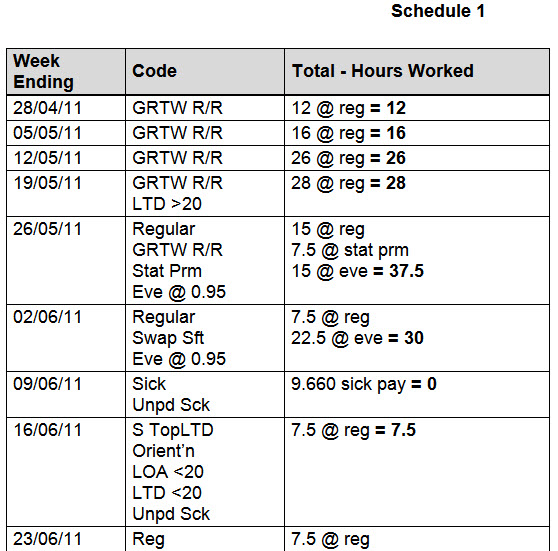 Schedule 1
Week Ending Code Total - Hours Worked
28/04/11 GRTW R/R 12 @ reg = 12
05/05/11 GRTW R/R 16 @ reg = 16
12/05/11 GRTW R/R 26 @ reg = 26
19/05/11 GRTW R/R 28 @ reg = 28
LTD >20
26/05/11 Regular 15 @ reg
GRTW R/R 7.5 @ stat prm
Stat Prm 15 @ eve = 37.5
Eve @ 0.95
02/06/11 Regular 7.5 @ reg
Swap Sft 22.5 @ eve = 30
Eve @ 0.95
09/06/11 Sick 9.660 sick pay = 0
Unpd Sck
16/06/11 S TopLTD 7.5 @ reg = 7.5
Orient’n
LOA <20
LTD <20
Unpd Sck
23/06/11 Reg 7.5 @ reg